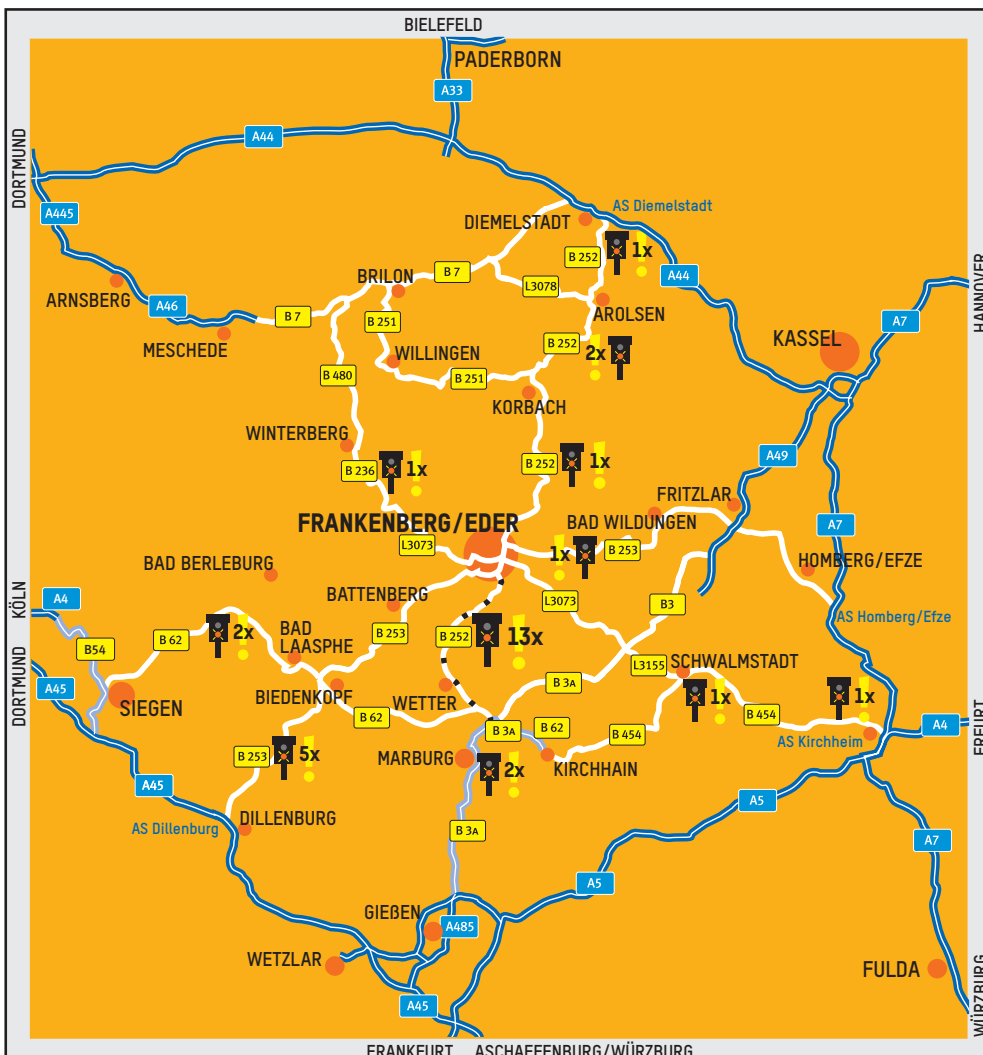 BIELEFELD
PADERBORN
A33
A44
DORTMUND
A445
AS Diemelstadt
DIEMELSTADT
B 252
1x
A44
HANNOVER
ARNSBERG
A46
BRILON
B 7
L3078
AROLSEN
A7
B 7
MESCHEDE
B 251
WILLINGEN
B 252
2x
KASSEL
B 480
B 251
KORBACH
WINTERBERG
B 236
1x
B 252
1x
A49
FRITZLAR
FRANKENBERG/EDER
BAD WILDUNGEN
A7
L3073
1x
B 253
HOMBERG/EFZE
BAD BERLEBURG
KÖLN
A4
BATTENBERG
L3073
B3
AS Homberg/Efze
B 62
2x
BAD
LAASPHE
B 253
B 252
13x
B54
L3155
SCHWALMSTADT
DORTMUND
A45
SIEGEN
BIEDENKOPF
WETTER
B 3A
1x
1x
B 62
B 454
A4
ERFURT
B 3A
B 62
B 454
AS Kirchheim
B 253
5x
MARBURG
2x
KIRCHHAIN
A45
A5
AS Dillenburg
DILLENBURG
B 3A
A7
A5
GIEßEN
A485
WETZLAR
FULDA
A45
WÜRZBURG
FRANKFURT
ASCHAFFENBURG/WÜRZBURG